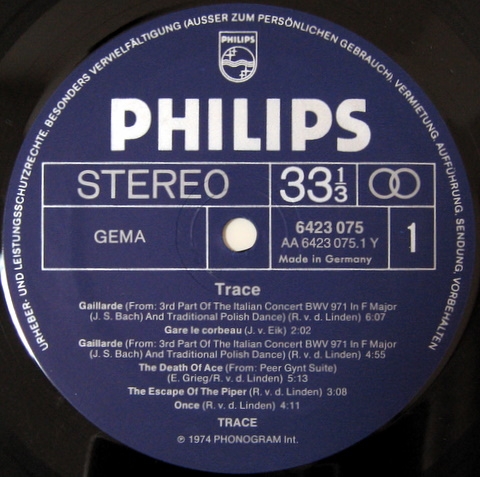 URHEBER- UND LEISTUNGSSCHUTZRECHTE, BESONDERS VERVIELFÄLTIGUNG (AUSSER ZUM PERSÖNLICHEN GEBRAUCH), VERMIETUNG, AUFFÜHRUNG, SENDUNG, VORBEHALTEN
PHILIPS
PHILIPS
STEREO 33 1/3
GEMA 6423 075 1
AA 6423 075.1 Y
Made in Germany
Trace
Gaillarde (From: 3rd Part Of The Italian Concert BWV 971 In F Major
(J. S. Bach) And Traditional Polish Dance) (R. v. d. Linden) 6:07
Gare le corbeau (J. v. Eik) 2:02
Gaillarde (From: 3rd Part Of The Italian Concert BWV 971 In F Major
(J. S. Bach) And Traditional Polish Dance) (R. v. d. Linden) 4:55
The Death Of Ace (From: Peer Gynt Suite)
(E. Grieg/R. v. d. Linden) 5:13
The Escape Of The Piper (R. v. d. Linden) 3:08
Once (R. v. d. Linden) 4:11
TRACE
℗ 1974 PHONOGRAM Int.